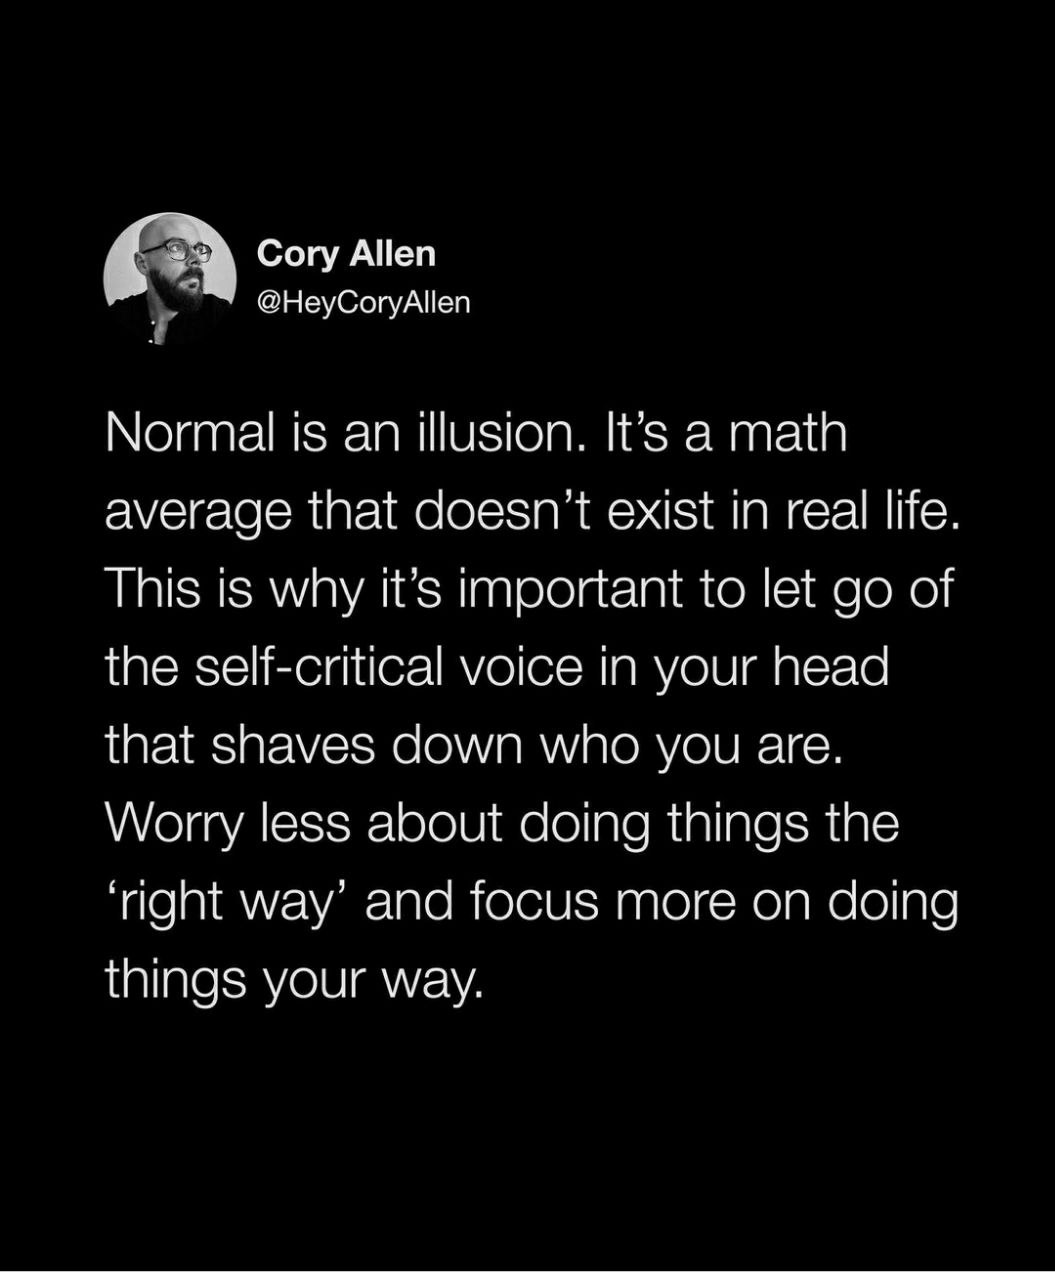 Cory Allen
@HeyCoryAllen
Normal is an illusion. It’s a math
average that doesn’t exist in real life.
This is why it’s important to let go of
the self-critical voice in your head
that shaves down who you are.
Worry less about doing things the
‘right way’ and focus more on doing
things your way.